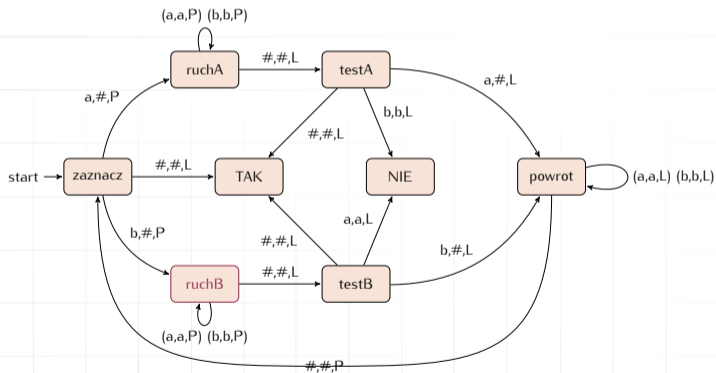 (a,a,P) (b,b,P)
ruchA
#,#,L
testA
a,#,P
a,#,L
b,b,L
#,#,L
start
zaznacz
#,#,L
TAK
NIE
powrot
(a,a,L) (b,b,L)
a,a,L
b,#,P
#,#,L
b,#,L
ruchB
#,#,L
testB
(a,a,P) (b,b,P)
#,#,P